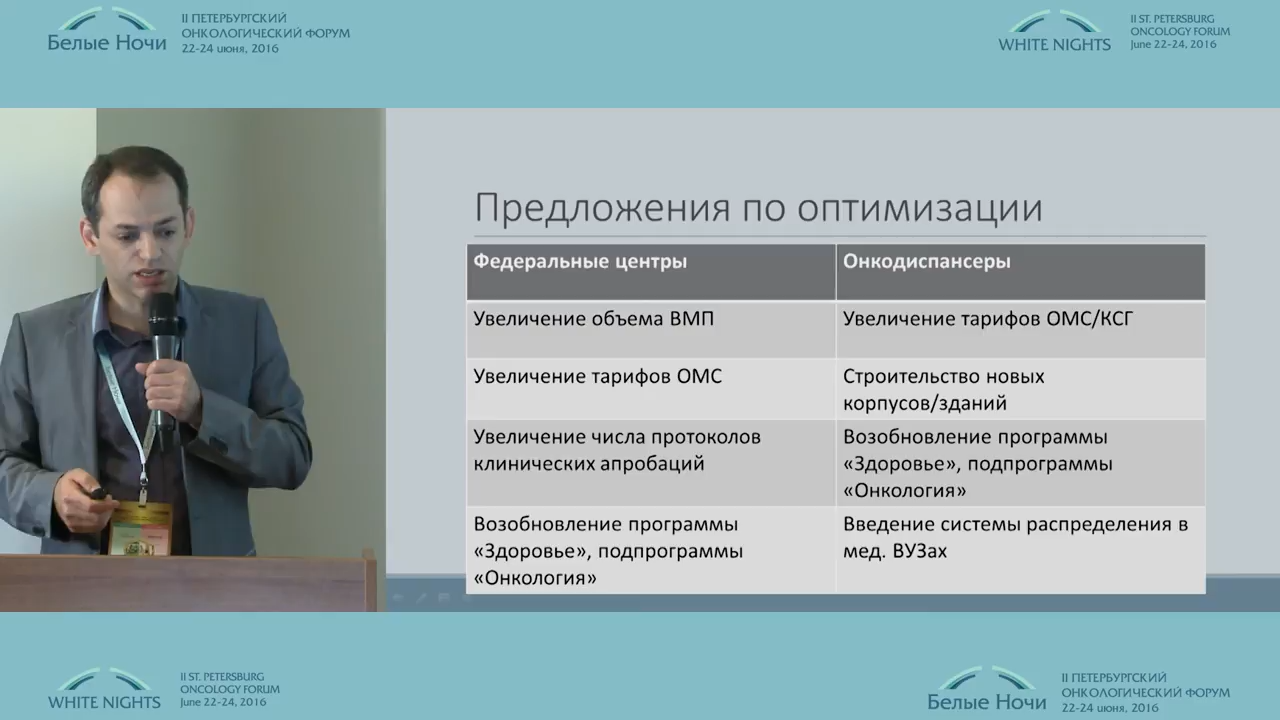 Белые Ночи
II ПЕТЕРБУРГСКИЙ
ОНКОЛОГИЧЕСКИЙ ФОРУМ
22-24 июня, 2016
WHITE NIGHTS
II ST. PETERSBURG
ONCOLOGY FORUM
June 22-24, 2016
Предложения по оптимизации
Федеральные центры
Онкодиспансеры
Увеличение объема ВМП
Увеличение тарифов ОМС/КСГ
Увеличение тарифов ОМС
Строительство новых
корпусов/зданий
Увеличение числа протоколов
клинических апробаций
Возобновление программы
«Здоровье», подпрограммы
«Онкология»
Возобновление программы
«Здоровье», подпрограммы
«Онкология»
Введение системы распределения в
мед. ВУЗах
WHITE NIGHTS
II ST. PETERSBURG
ONCOLOGY FORUM
June 22-24, 2016
Белые Ночи
II ПЕТЕРБУРГСКИЙ
ОНКОЛОГИЧЕСКИЙ ФОРУМ
22-24 июня, 2016